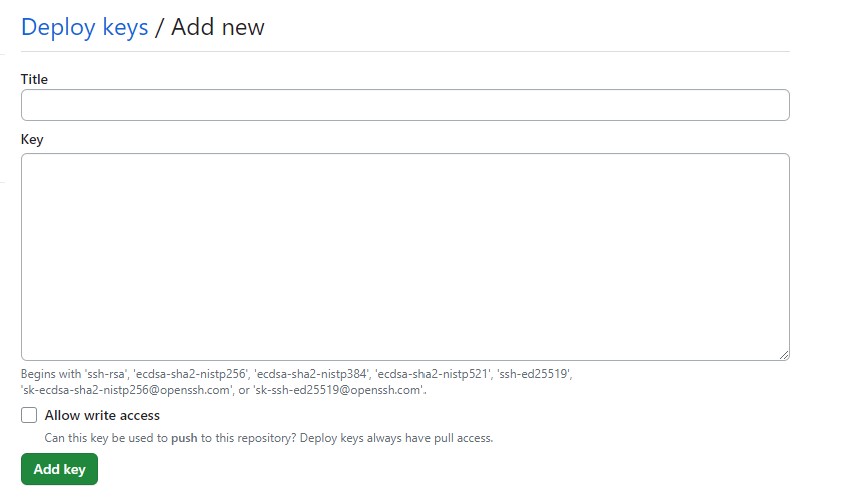 Deploy keys / Add new
Title
Key
Begins with 'ssh-rsa', 'ecdsa-sha2-nistp256', 'ecdsa-sha2-nistp384', 'ecdsa-sha2-nistp521', 'ssh-ed25519',
'sk-ecdsa-sha2-nistp256@openssh.com', or 'sk-ssh-ed25519@openssh.com'..
Allow write access
Can this key be used to push to this repository? Deploy keys always have pull access.
Add key